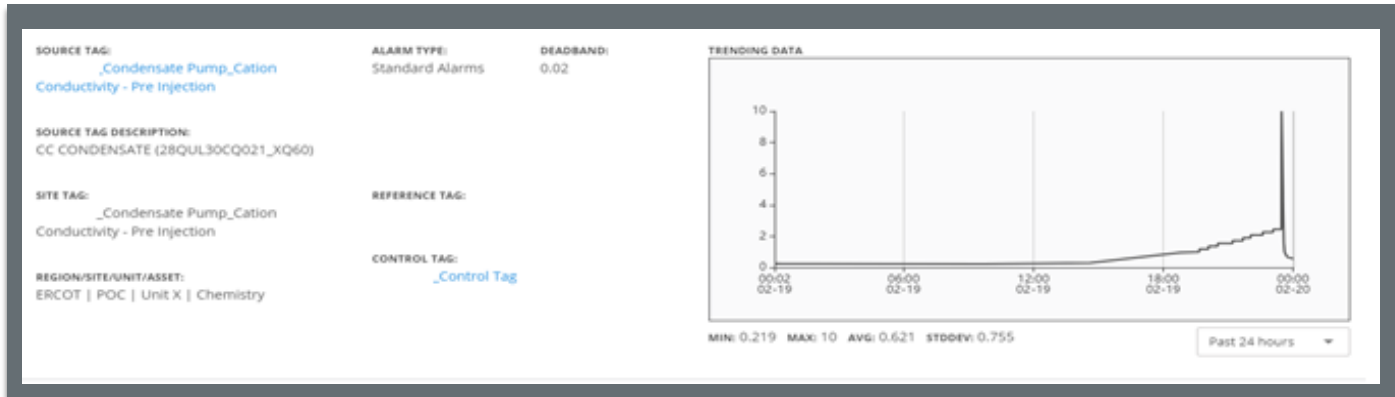 SOURCE TAG:
_Condensate Pump_Cation
Conductivity - Pre Injection
ALARM TYPE:
Standard Alarms
DEADBAND:
0.02
SOURCE TAG DESCRIPTION:
CC CONDENSATE (28QUL30CQ021_XQ60)
SITE TAG:
_Condensate Pump_Cation
Conductivity - Pre Injection
REFERENCE TAG:
CONTROL TAG:
_Control Tag
REGION/SITE/UNIT/ASSET:
ERCOT | POC | Unit X | Chemistry
TRENDING DATA
10
8
6
4
2
0
00:02 06:00 12:00 18:00 00:00
02-19 02-19 02-19 02-19 02-20
MIN: 0.219 MAX: 10 AVG: 0.621 STDDEV: 0.755
Past 24 hours